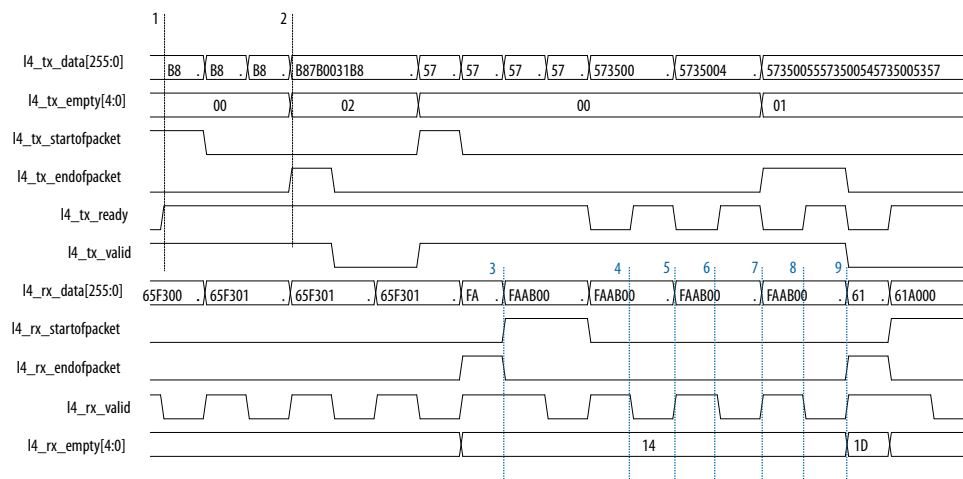 1 2
l4_tx_data[255:0] B8 . B8 . B8 . B87B0031B8 . 57 . 57 . 57 . 57 . 573500 . 5735004 . 57350055573500545735005357
l4_tx_empty[4:0] 00 02 00 01
l4_tx_startofpacket
l4_tx_endofpacket
l4_tx_ready
l4_tx_valid
3 4 5 6 7 8 9
l4_rx_data[255:0] 65F300 . 65F301 . 65F301 . 65F301 . FA . FAAB00 . FAAB00 . FAAB00 . FAAB00 . 61 . 61A000
l4_rx_startofpacket
l4_rx_endofpacket
l4_rx_valid
l4_rx_empty[4:0] 14 1D